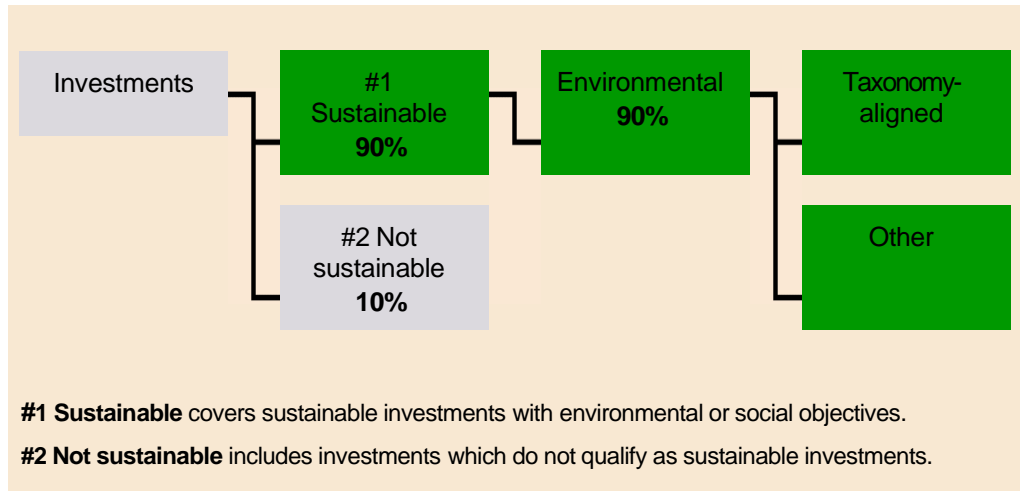 Investments
#1
Sustainable
90%
Environmental
90%
Taxonomy-
aligned
#2 Not
sustainable
10%
Other
#1 Sustainable covers sustainable investments with environmental or social objectives.
#2 Not sustainable includes investments which do not qualify as sustainable investments.